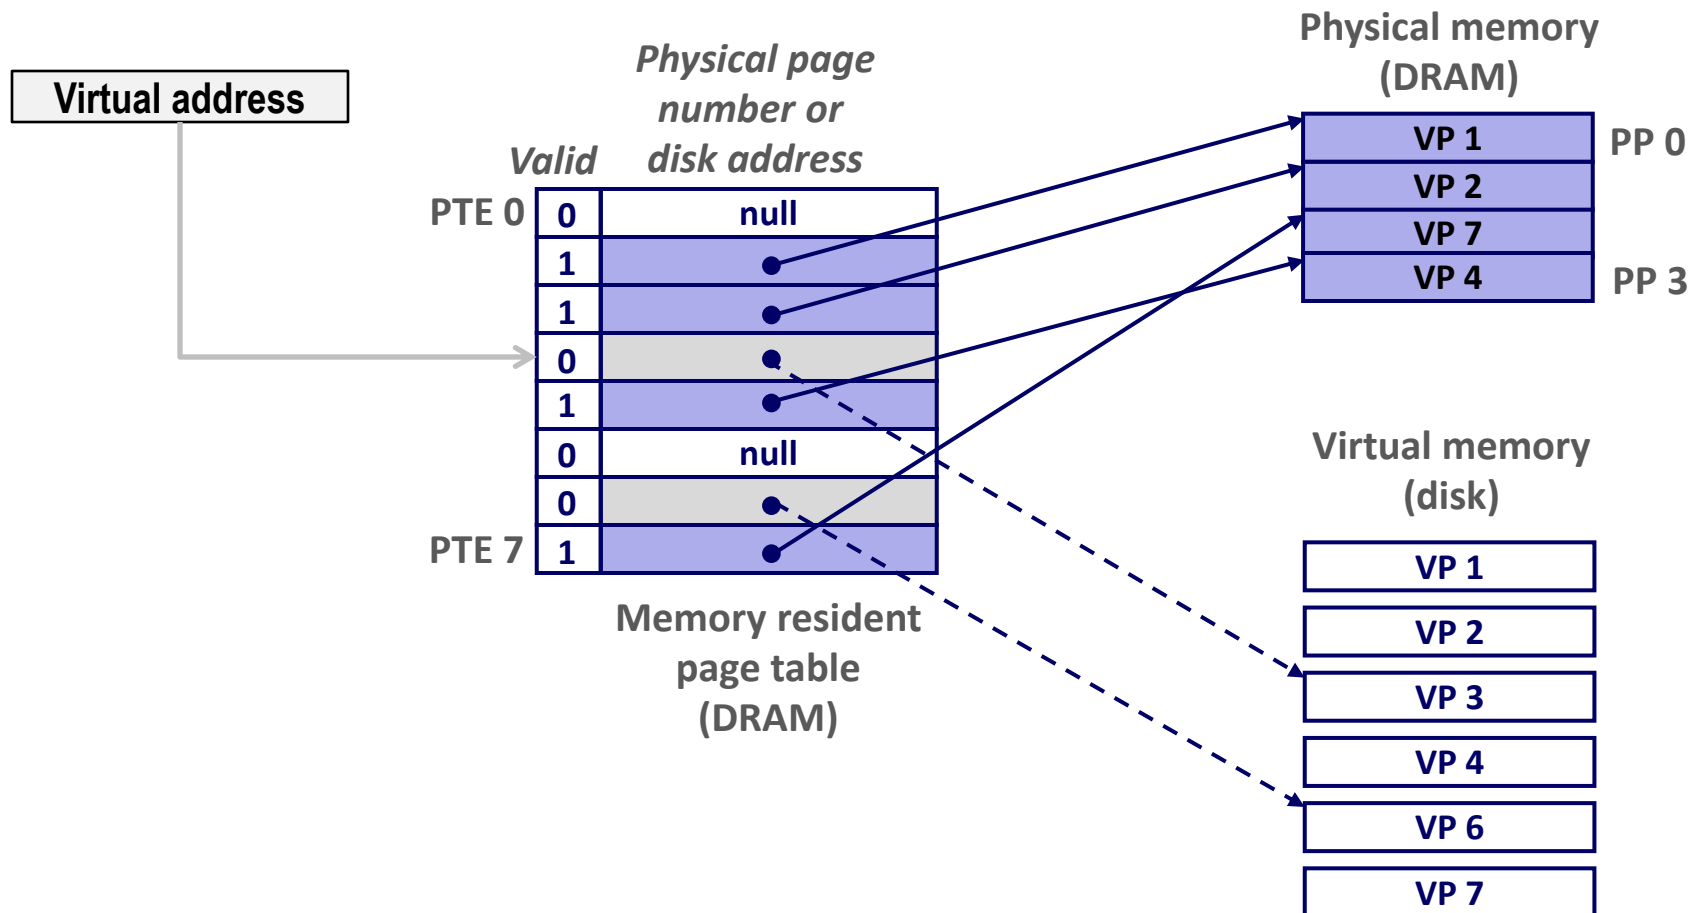 Virtual address
Physical page
number or
disk address
Valid
PTE 0
0
null
1
1
0
1
0
null
0
PTE 7
1
Memory resident
page table
(DRAM)
Physical memory
(DRAM)
VP 1
PP 0
VP 2
VP 7
VP 4
PP 3
Virtual memory
(disk)
VP 1
VP 2
VP 3
VP 4
VP 6
VP 7